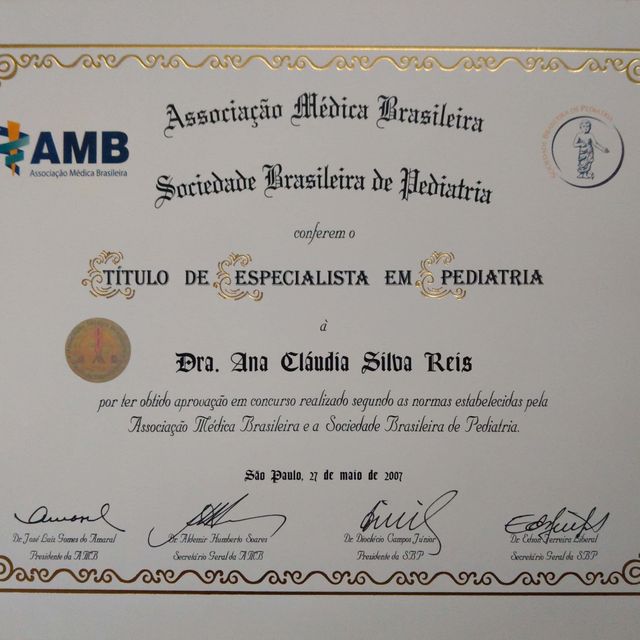 Associação Médica Brasileira
AMB
Associação Médica Brasileira
SOCIEDADE BRASILEIRA DE PEDIATRIA
Sociedade Brasileira de Pediatria
conferem o
TÍTULO DE ESPECIALISTA EM PEDIATRIA
à
Dra. Ana Cláudia Silva Reis
por ter obtido aprovação em concurso realizado segundo as normas estabelecidas pela
Associação Médica Brasileira e a Sociedade Brasileira de Pediatria.
São Paulo, 27 de maio de 2007
Dr. José Luiz Gomes do Amaral
Presidente da AMB
Dr. Aldemir Humberto Soares
Secretário Geral da AMB
Dr. Dioclécio Campos Júnior
Presidente da SBP
Dr. Edson Ferreira Liberal
Secretário Geral da SBP